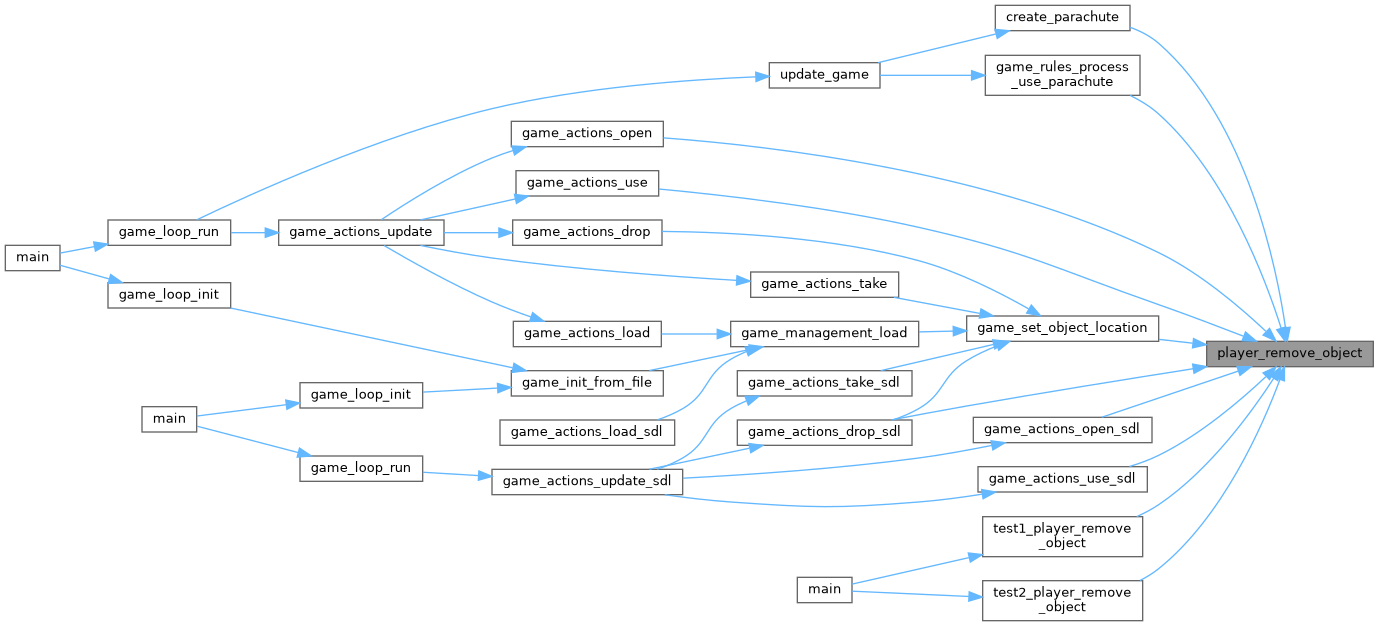 create_parachute
game_rules_process
_use_parachute
update_game
game_actions_open
game_actions_use
game_loop_run
game_actions_update
game_actions_drop
main
game_loop_init
game_actions_take
game_actions_load
game_management_load
game_set_object_location
player_remove_object
game_init_from_file
game_actions_take_sdl
game_loop_init
main
game_actions_load_sdl
game_actions_drop_sdl
game_actions_open_sdl
game_loop_run
game_actions_update_sdl
game_actions_use_sdl
test1_player_remove
_object
main
test2_player_remove
_object